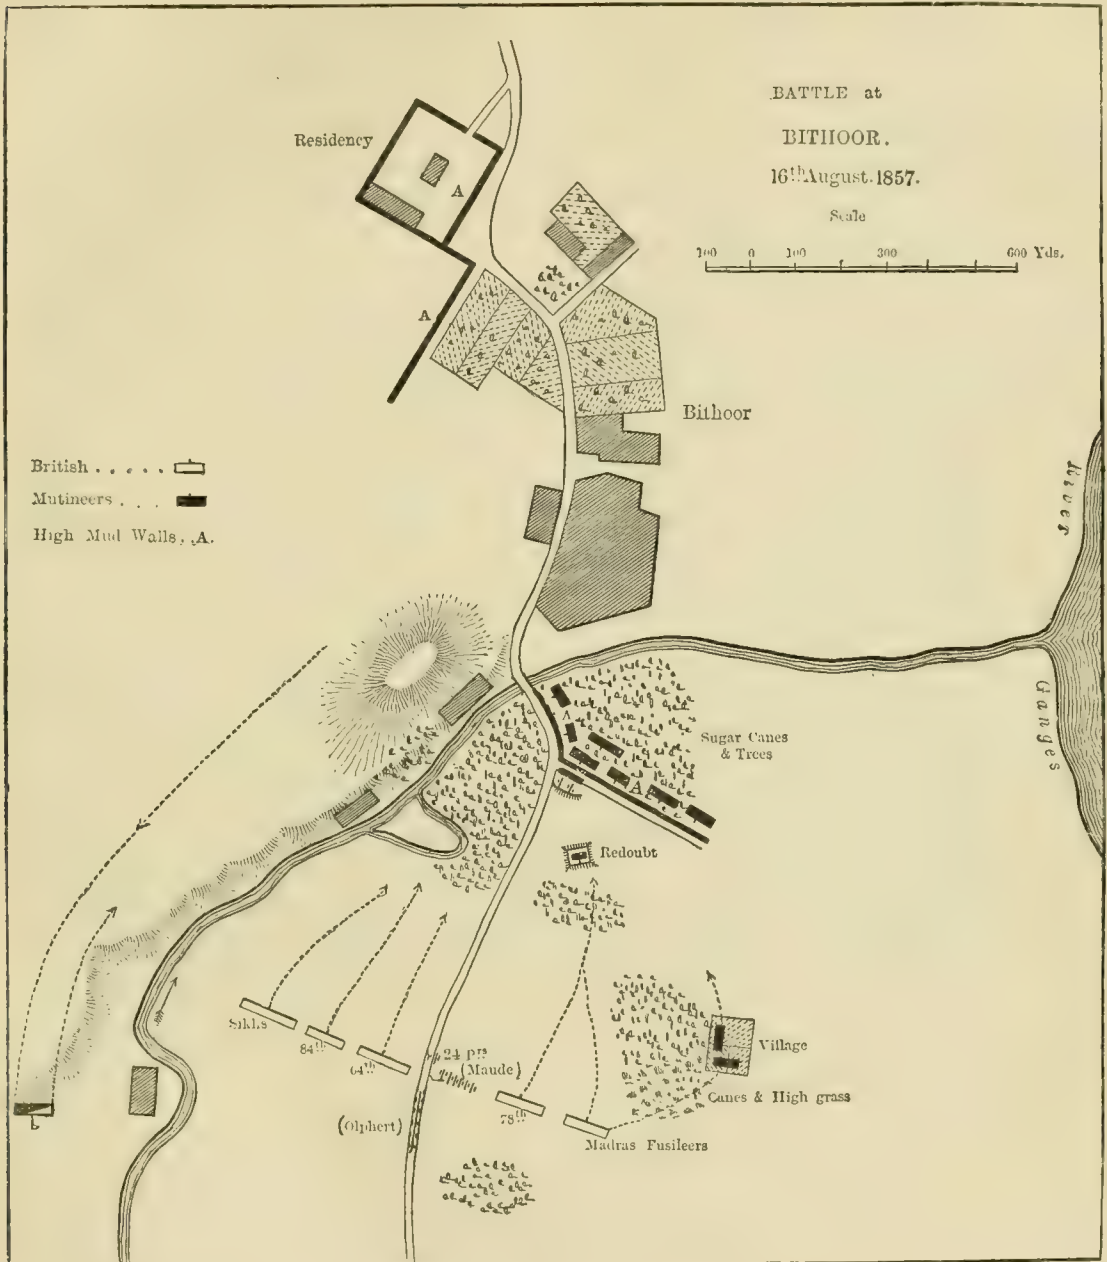 BATTLE at
BITHOOR.
16th August. 1857.
Scale
100 0 100 300 600 Yds.
Residency
A
A
Bithoor
British . . . . .
Mutineers . . .
High Mud Walls, .A.
River
Ganges
Sugar Canes
& Trees
A
A
Redoubt
Sikhs
84th
64th
24 prs
(Maude)
(Olphert)
78th
Madras Fusileers
Village
Canes & High grass